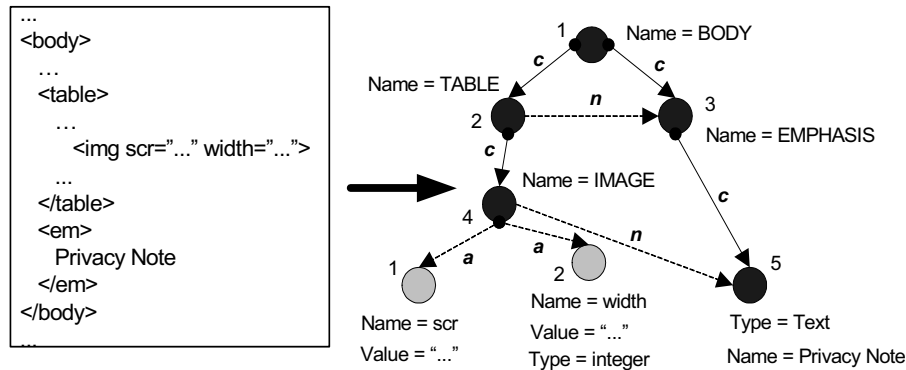 ...
<body>
…
<table>
…
<img scr="..." width="...">
...
</table>
<em>
Privacy Note
</em>
</body>
...
1
Name = BODY
c
c
Name = TABLE
n
3
2
Name = EMPHASIS
c
Name = IMAGE
c
4
n
a
a
1
2
5
Name = scr
Value = “...”
Name = width
Value = “...”
Type = integer
Type = Text
Name = Privacy Note